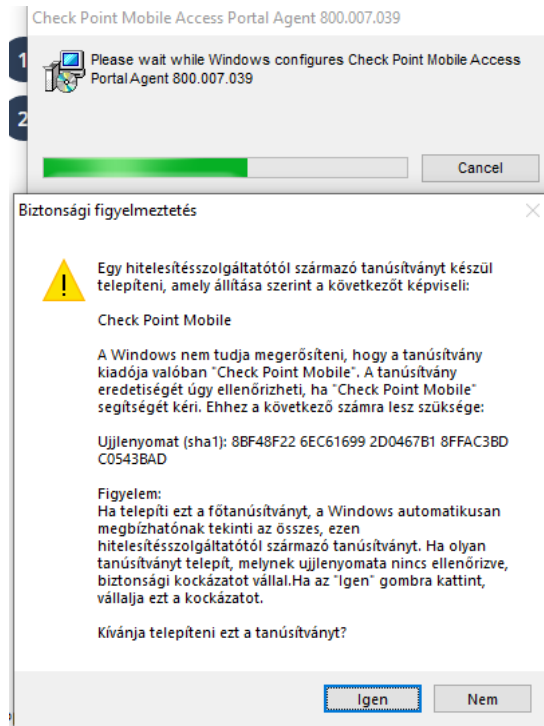 Check Point Mobile Access Portal Agent 800.007.039
1
Please wait while Windows configures Check Point Mobile Access
Portal Agent 800.007.039
2
Cancel
Biztonsági figyelmeztetés
Egy hitelesítésszolgáltatótól származó tanúsítványt készül
telepíteni, amely állítása szerint a következőt képviseli:
Check Point Mobile
A Windows nem tudja megerősíteni, hogy a tanúsítvány
kiadója valóban "Check Point Mobile". A tanúsítvány
eredetiségét úgy ellenőrizheti, ha "Check Point Mobile"
segítségét kéri. Ehhez a következő számra lesz szüksége:
Ujjlenyomat (sha1): 8BF48F22 6EC61699 2D0467B1 8FFAC3BD
C0543BAD
Figyelem:
Ha telepíti ezt a főtanúsítványt, a Windows automatikusan
megbízhatónak tekinti az összes, ezen
hitelesítésszolgáltatótól származó tanúsítványt. Ha olyan
tanúsítványt telepít, melynek ujjlenyomata nincs ellenőrizve,
biztonsági kockázatot vállal.Ha az "Igen" gombra kattint,
vállalja ezt a kockázatot.
Kívánja telepíteni ezt a tanúsítványt?
Igen
Nem